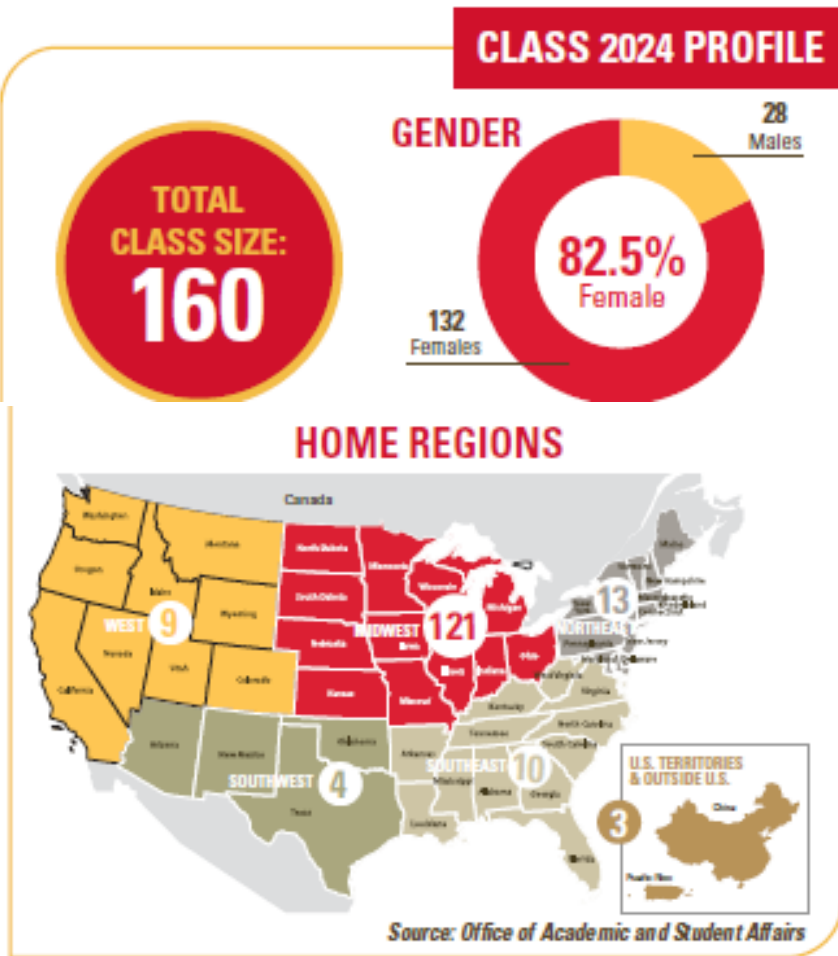 CLASS 2024 PROFILE
TOTAL
CLASS SIZE:
160
GENDER
28
Males
82.5%
Female
132
Females
HOME REGIONS
Canada
Washington
Oregon
Idaho
Montana
Wyoming
Nevada
Utah
Colorado
California
WEST 9
North Dakota
South Dakota
Nebraska
Kansas
Minnesota
Wisconsin
Michigan
Iowa
Illinois
Indiana
Ohio
Missouri
MIDWEST 121
Maine
New Hampshire
Pennsylvania
New Jersey
13
NORTHEAST
Arizona
New Mexico
Oklahoma
Texas
SOUTHWEST 4
West Virginia
Virginia
Kentucky
Tennessee
North Carolina
South Carolina
Arkansas
Mississippi
Alabama
Georgia
Louisiana
Florida
SOUTHEAST 10
U.S. TERRITORIES
& OUTSIDE U.S.
3
China
Puerto Rico
Source: Office of Academic and Student Affairs